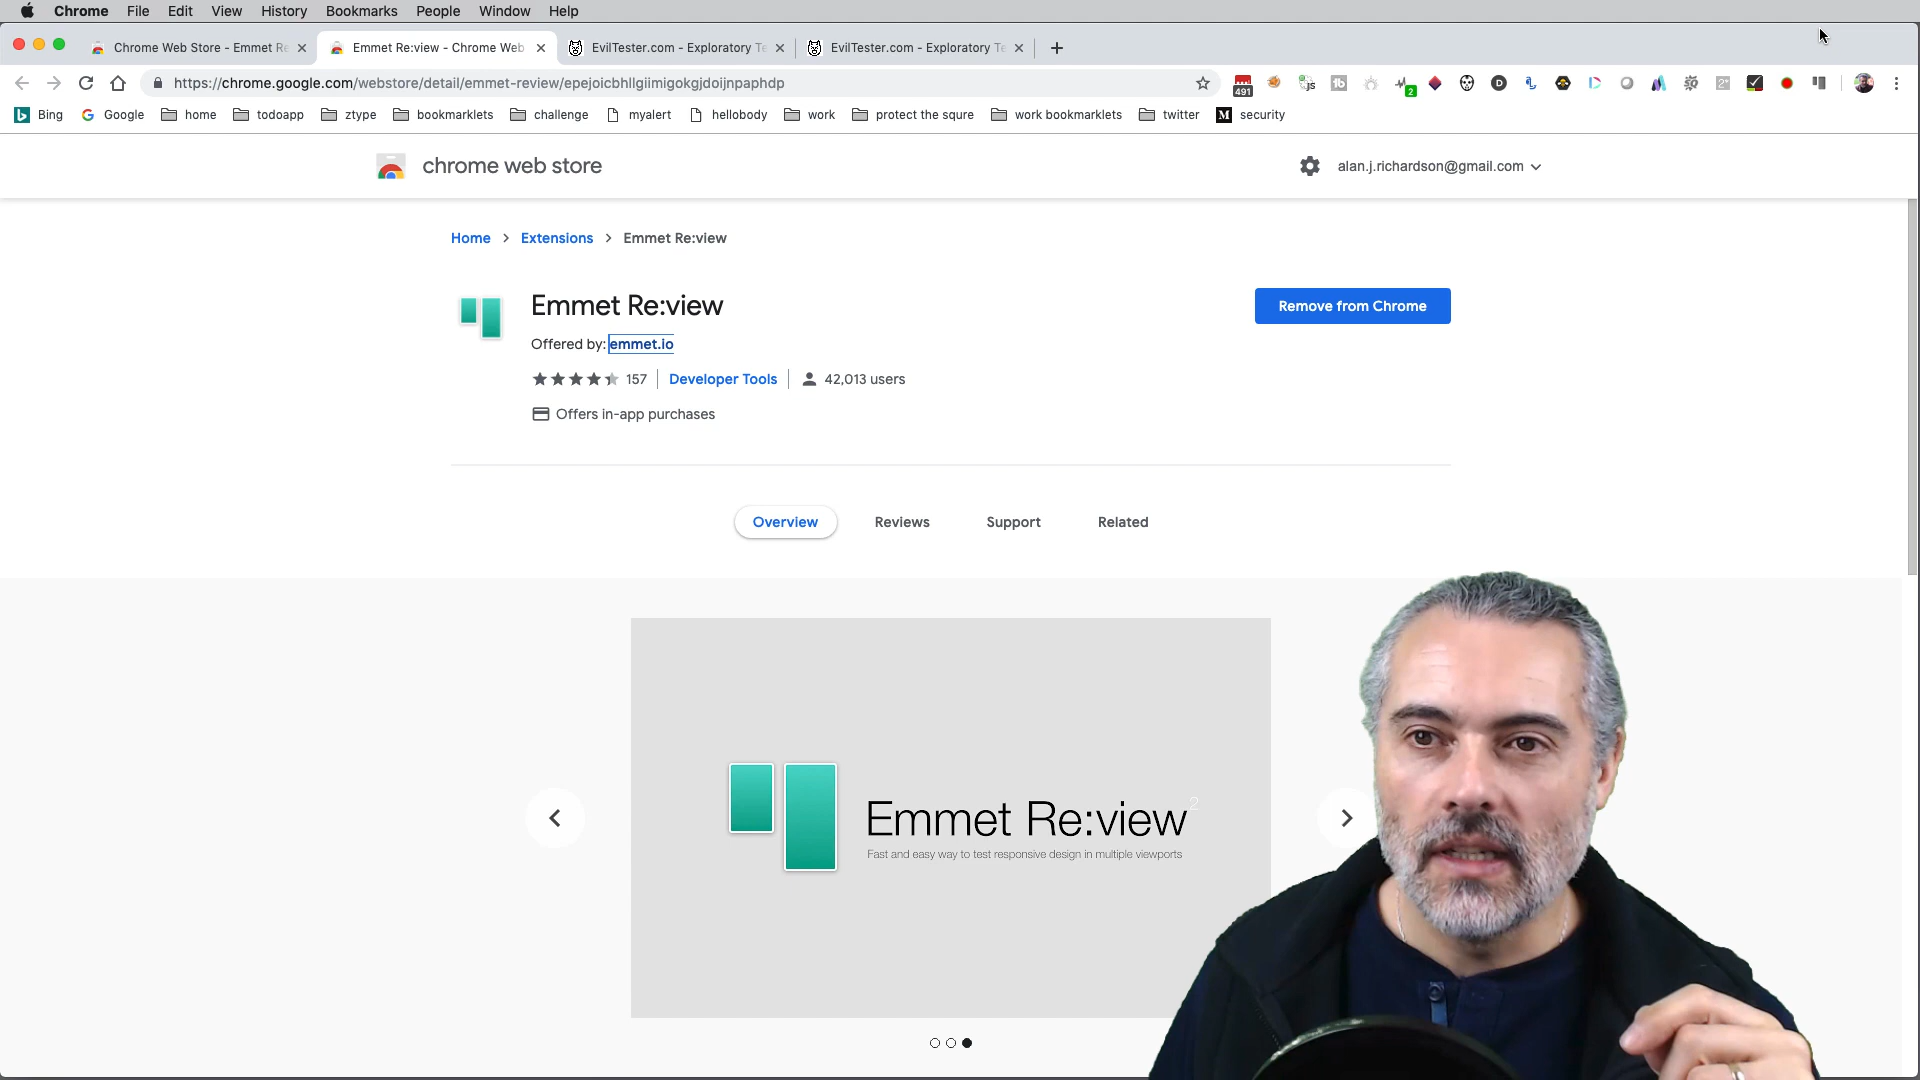 Chrome File Edit View History Bookmarks People Window Help
Chrome Web Store - Emmet Re
Emmet Re:view - Chrome Web
EvilTester.com - Exploratory Te
EvilTester.com - Exploratory Te
https://chrome.google.com/webstore/detail/emmet-review/epejoicbhllgiimigokgjdoijnpaphdp
491
2
Bing Google home todoapp ztype bookmarklets challenge myalert hellobody work protect the squre work bookmarklets twitter security
chrome web store
alan.j.richardson@gmail.com
Home Extensions Emmet Re:view
Emmet Re:view
Remove from Chrome
Offered by: emmet.io
157 Developer Tools 42,013 users
Offers in-app purchases
Overview Reviews Support Related
Emmet Re:view2
Fast and easy way to test responsive design in multiple viewports